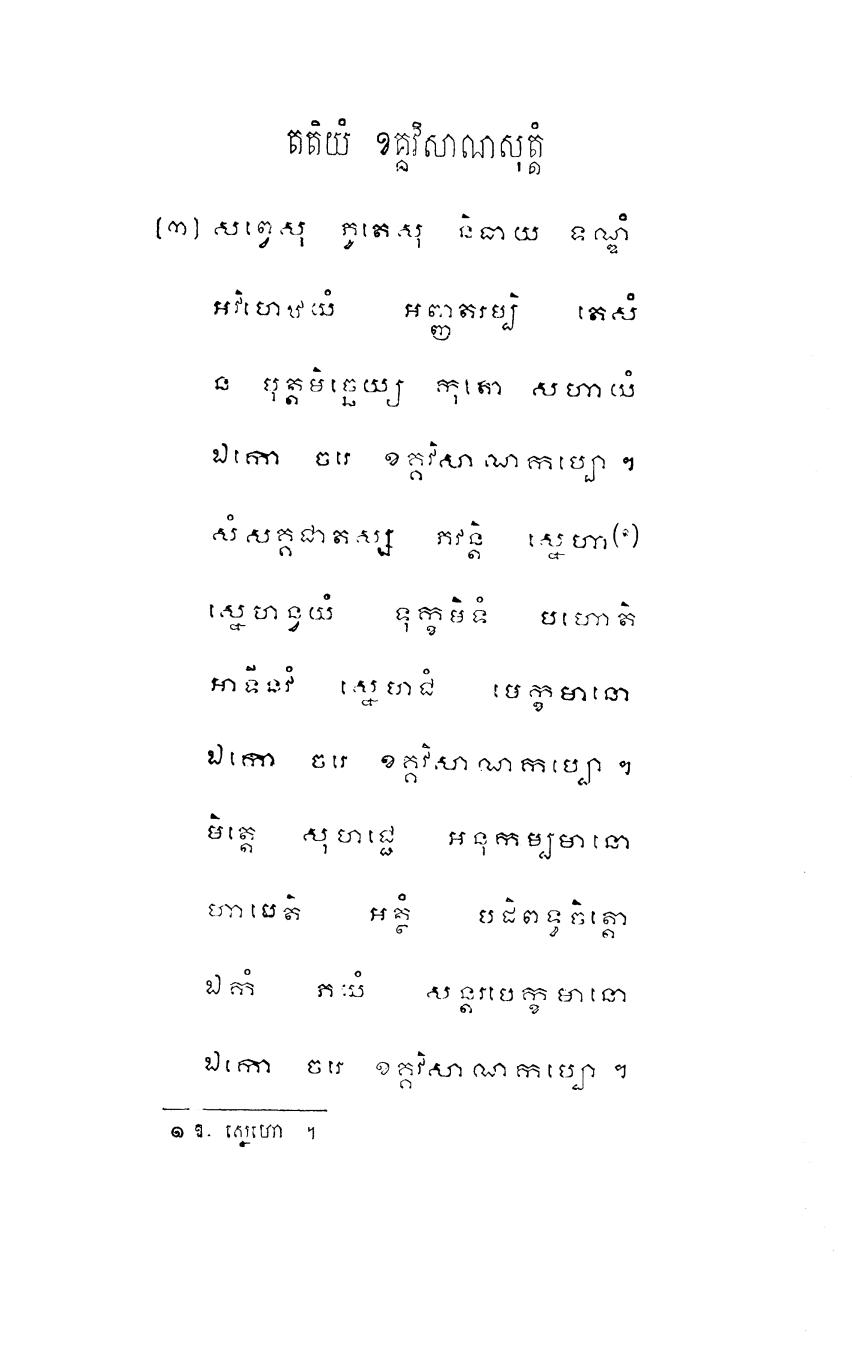 តតិយំ ខគ្គវិសាណសុត្តំ
[៣] សព្វេសុ ភូតេសុ និធាយ ទណ្ឌំ
អវិហេឋយំ អញ្ញតរម្បិ តេសំ
ន បុត្តមិច្ឆេយ្យ កុតោ សហាយំ
ឯកោ ចរេ ខគ្គវិសាណកប្បោ ។
សំសគ្គជាតស្ស ភវន្តិ ស្នេហា(១)
ស្នេហន្វយំ ទុក្ខមិទំ បហោតិ
អាទីនវំ ស្នេហជំ បេក្ខមានោ
ឯកោ ចរេ ខគ្គវិសាណកប្បោ ។
មិត្តេ សុហជ្ជេ អនុកម្បមានោ
ហាបេតិ អត្ថំ បដិពទ្ធចិត្តោ
ឯតំ ភយំ សន្ថវបេក្ខមានោ
ឯកោ ចរេ ខគ្គវិសាណកប្បោ ។
១ ឱ. ស្នេហោ ។